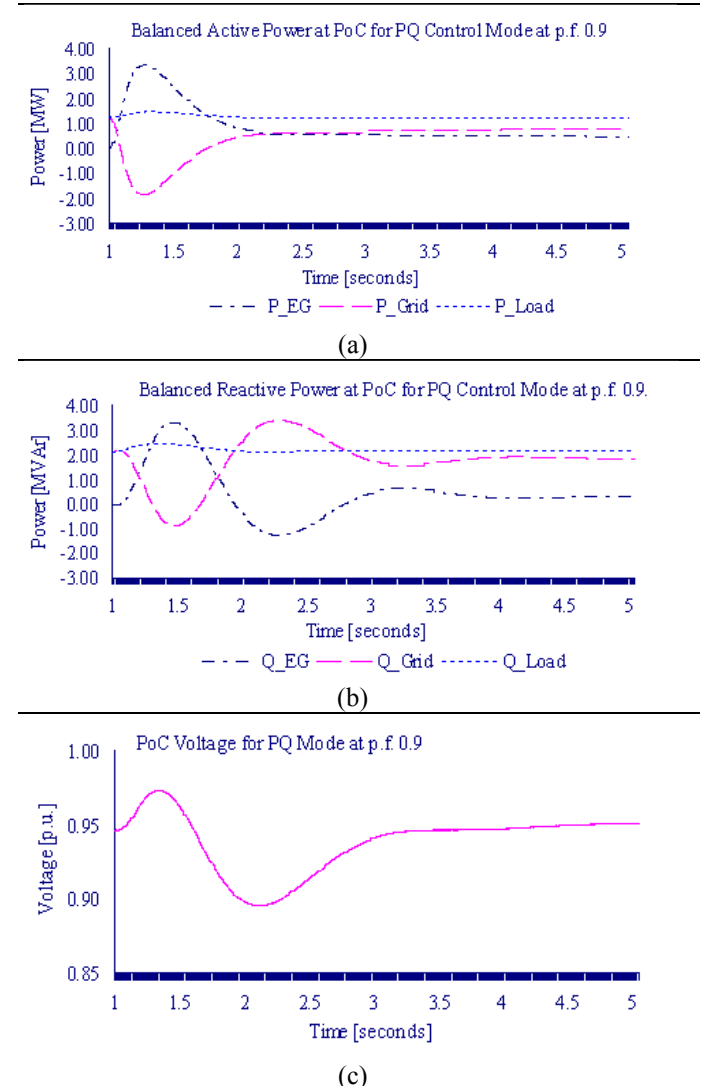 Balanced Active Power at PoC for PQ Control Mode at p.f. 0.9
4.00
3.00
2.00
1.00
0.00
-1.00
-2.00
-3.00
Power [MW]
1 1.5 2 2.5 3 3.5 4 4.5 5
Time [seconds]
P_EG P_Grid P_Load
(a)
Balanced Reactive Power at PoC for PQ Control Mode at p.f. 0.9.
4.00
3.00
2.00
1.00
0.00
-1.00
-2.00
-3.00
Power [MVAr]
1 1.5 2 2.5 3 3.5 4 4.5 5
Time [seconds]
Q_EG Q_Grid Q_Load
(b)
PoC Voltage for PQ Mode at p.f. 0.9
1.00
0.95
0.90
0.85
Voltage [p.u.]
1 1.5 2 2.5 3 3.5 4 4.5 5
Time [seconds]
(c)